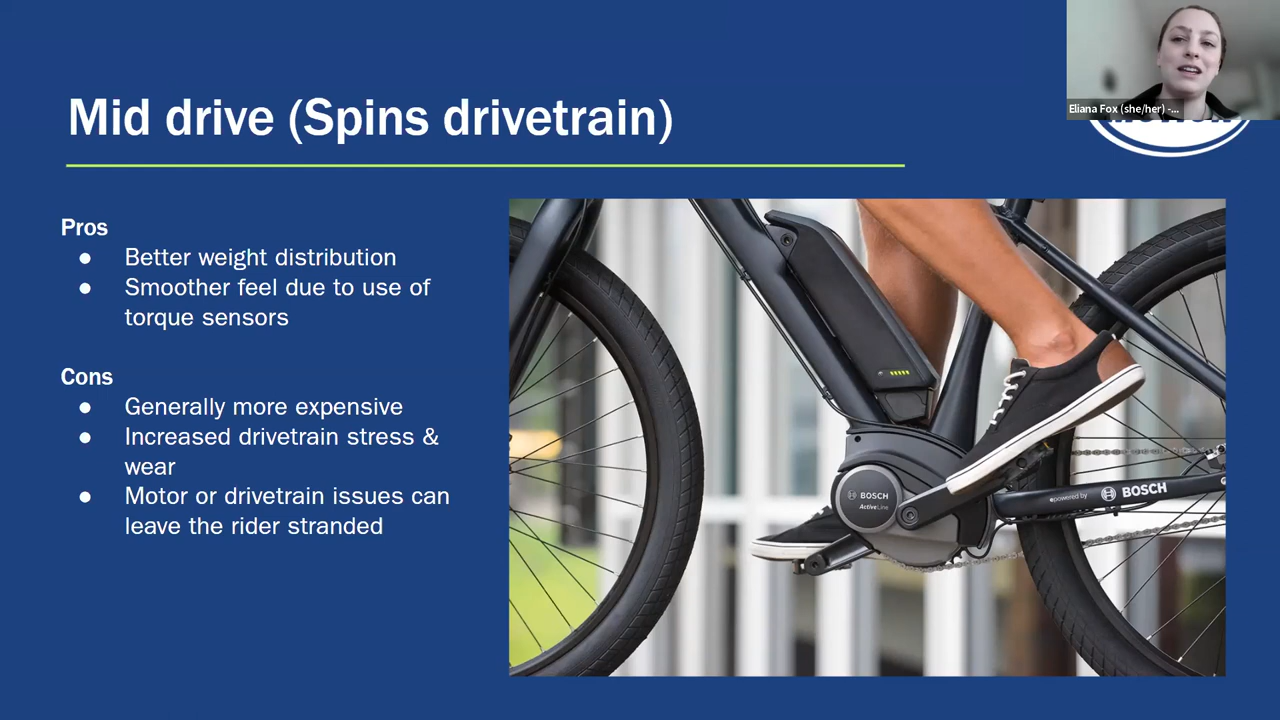 Mid drive (Spins drivetrain)
Eliana Fox (she/her) -...
Pros
● Better weight distribution
● Smoother feel due to use of
torque sensors
Cons
● Generally more expensive
● Increased drivetrain stress &
wear
● Motor or drivetrain issues can
leave the rider stranded
BOSCH
ActiveLine
epowered by BOSCH